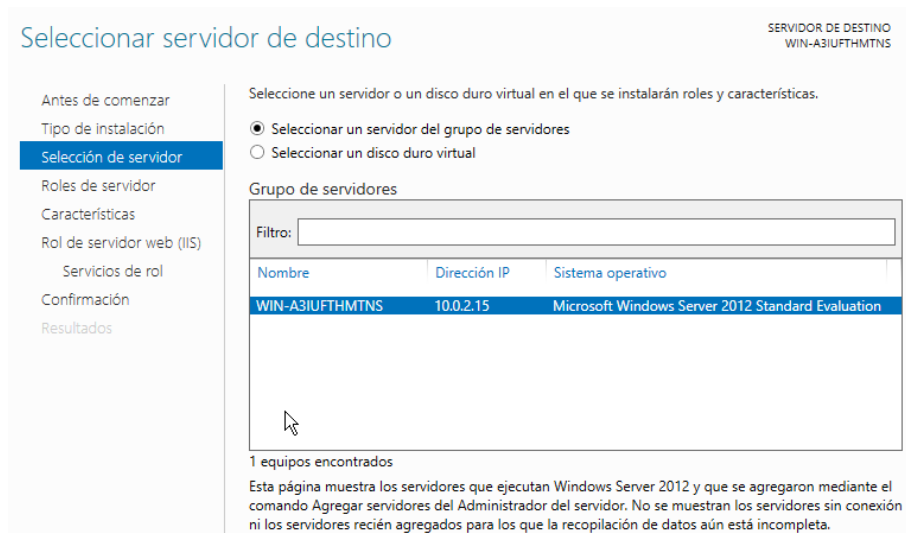 Seleccionar servidor de destino
SERVIDOR DE DESTINO
WIN-A3IUFTHMTNS
Antes de comenzar
Tipo de instalación
Selección de servidor
Roles de servidor
Características
Rol de servidor web (IIS)
Servicios de rol
Confirmación
Resultados
Seleccione un servidor o un disco duro virtual en el que se instalarán roles y características.
Seleccionar un servidor del grupo de servidores
Seleccionar un disco duro virtual
Grupo de servidores
Filtro:
Nombre Dirección IP Sistema operativo
WIN-A3IUFTHMTNS 10.0.2.15 Microsoft Windows Server 2012 Standard Evaluation
1 equipos encontrados
Esta página muestra los servidores que ejecutan Windows Server 2012 y que se agregaron mediante el
comando Agregar servidores del Administrador del servidor. No se muestran los servidores sin conexión
ni los servidores recién agregados para los que la recopilación de datos aún está incompleta.